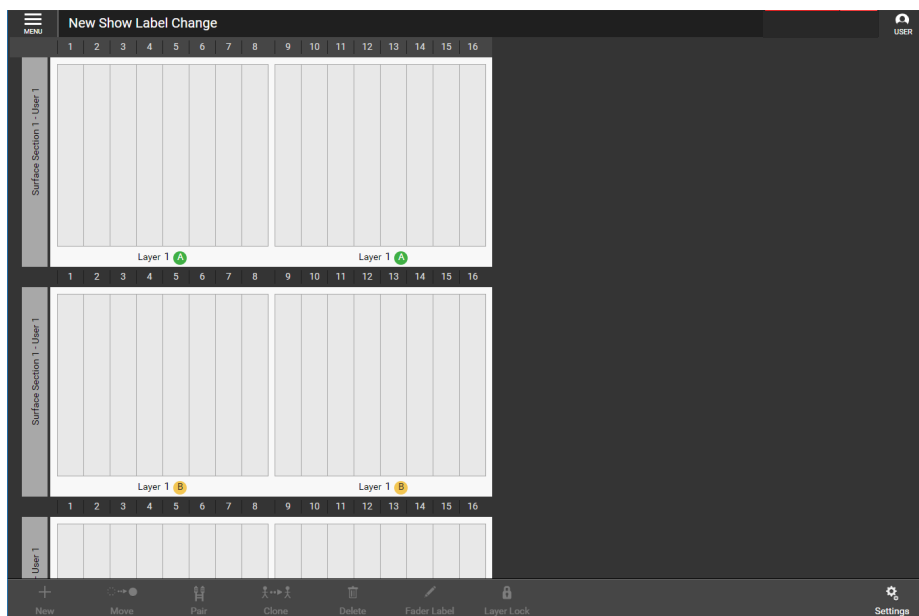 MENU
New Show Label Change
USER
1 2 3 4 5 6 7 8 9 10 11 12 13 14 15 16
Surface Section 1 - User 1
Layer 1 A
Layer 1 A
1 2 3 4 5 6 7 8 9 10 11 12 13 14 15 16
Surface Section 1 - User 1
Layer 1 B
Layer 1 B
1 2 3 4 5 6 7 8 9 10 11 12 13 14 15 16
- User 1
New
Move
Pair
Clone
Delete
Fader Label
Layer Lock
Settings